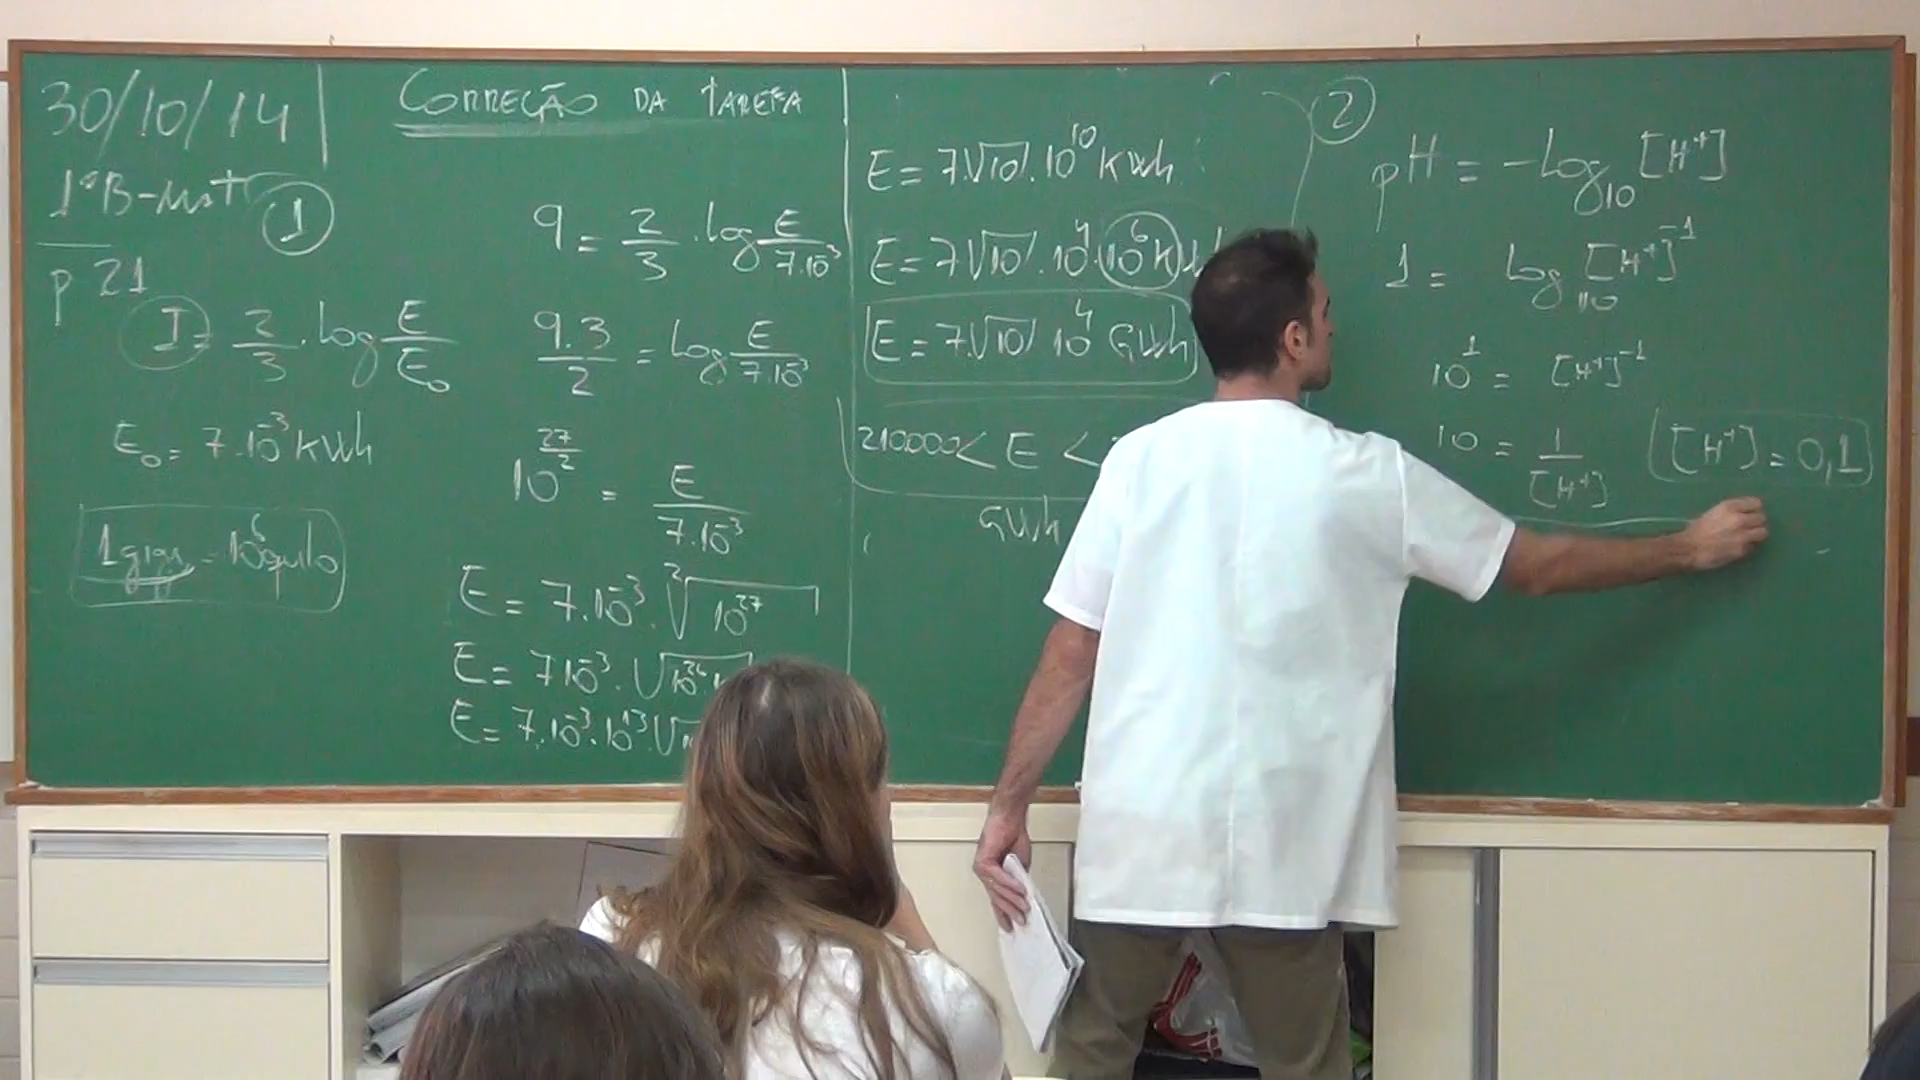 30/10/14
CORREÇÃO DA TAREFA
1ºB-Mat
p 21
1
I = 2/3 · log E/E₀
E₀ = 7·10⁻³ kWh
1 giga = 10⁶ quilo
9 = 2/3 · log E/7·10⁻³
9·3/2 = log E/7·10⁻³
10^(27/2) = E/7·10⁻³
E = 7·10⁻³ · ²√10²⁷
E = 7·10⁻³ · √10²⁶·
E = 7·10⁻³·10¹³·√10
E = 7√10 · 10¹⁰ kWh
E = 7√10 · 10⁴ · 10⁶ k
E = 7√10 10⁴ GWh
210000 < E <
GWh
2
pH = -log₁₀ [H⁺]
1 = log₁₀ [H⁺]⁻¹
10¹ = [H⁺]⁻¹
10 = 1/[H⁺]
[H⁺] = 0,1